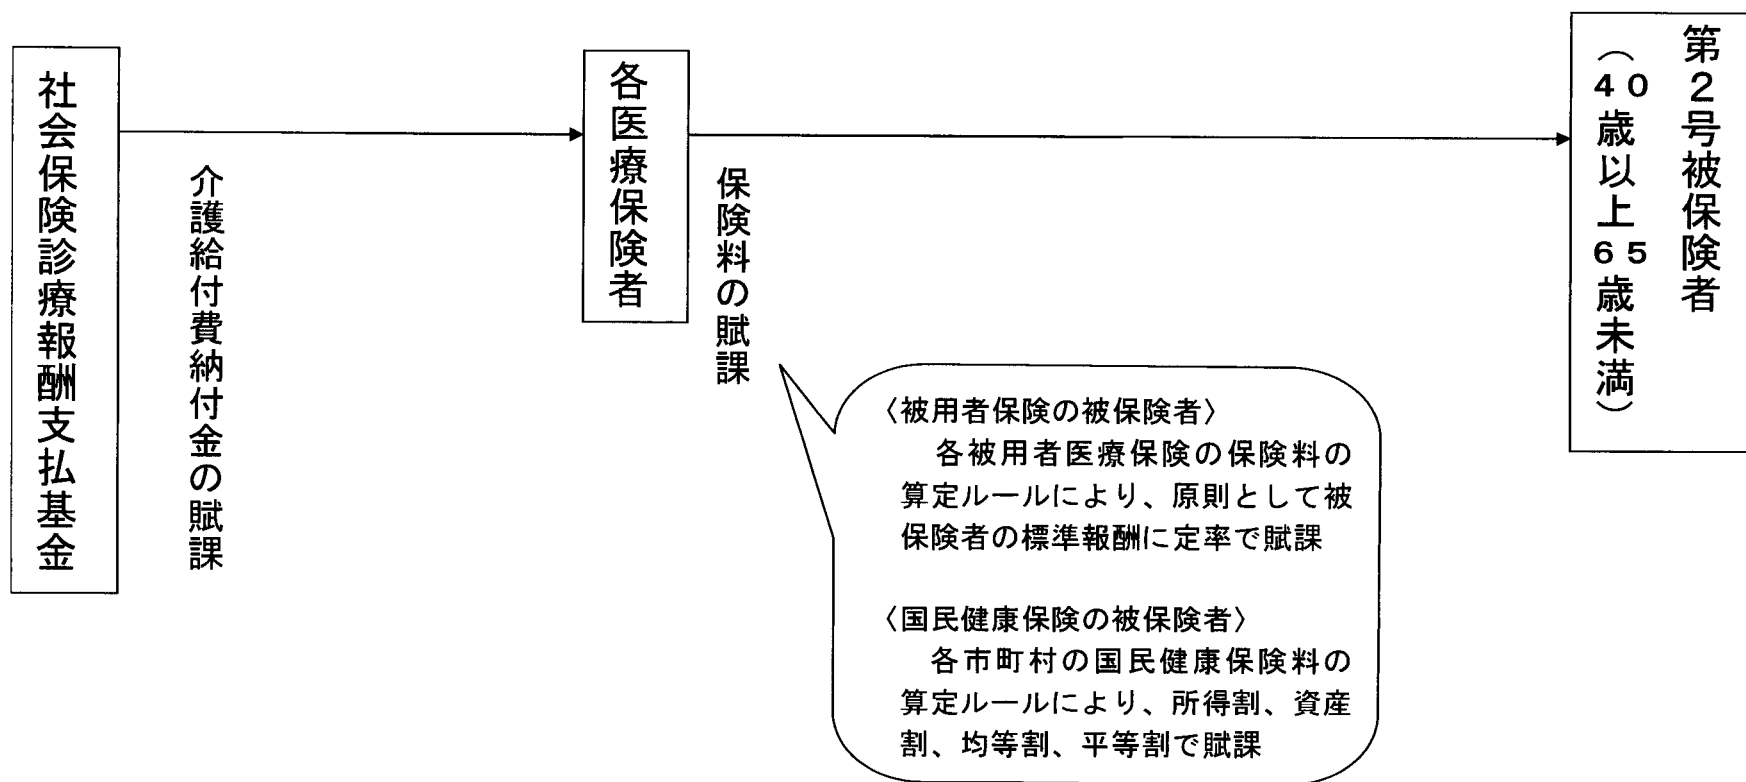 社会保険診療報酬支払基金
介護給付費納付金の賦課
各医療保険者
保険料の賦課
第2号被保険者
（40歳以上65歳未満）
〈被用者保険の被保険者〉
各被用者医療保険の保険料の
算定ルールにより、原則として被
保険者の標準報酬に定率で賦課
〈国民健康保険の被保険者〉
各市町村の国民健康保険料の
算定ルールにより、所得割、資産
割、均等割、平等割で賦課